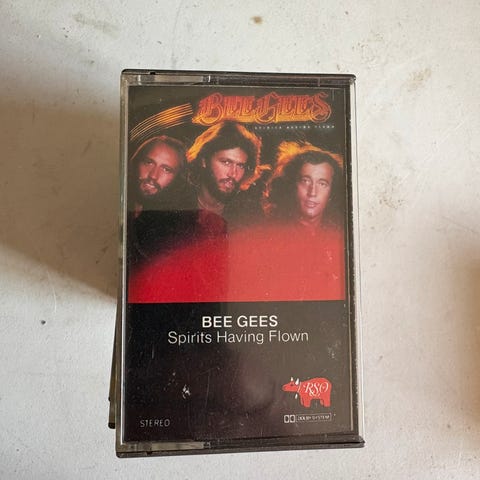 BEE GEES
SPIRITS HAVING FLOWN
BEE GEES
Spirits Having Flown
RSO
STEREO
DOLBY SYSTEM